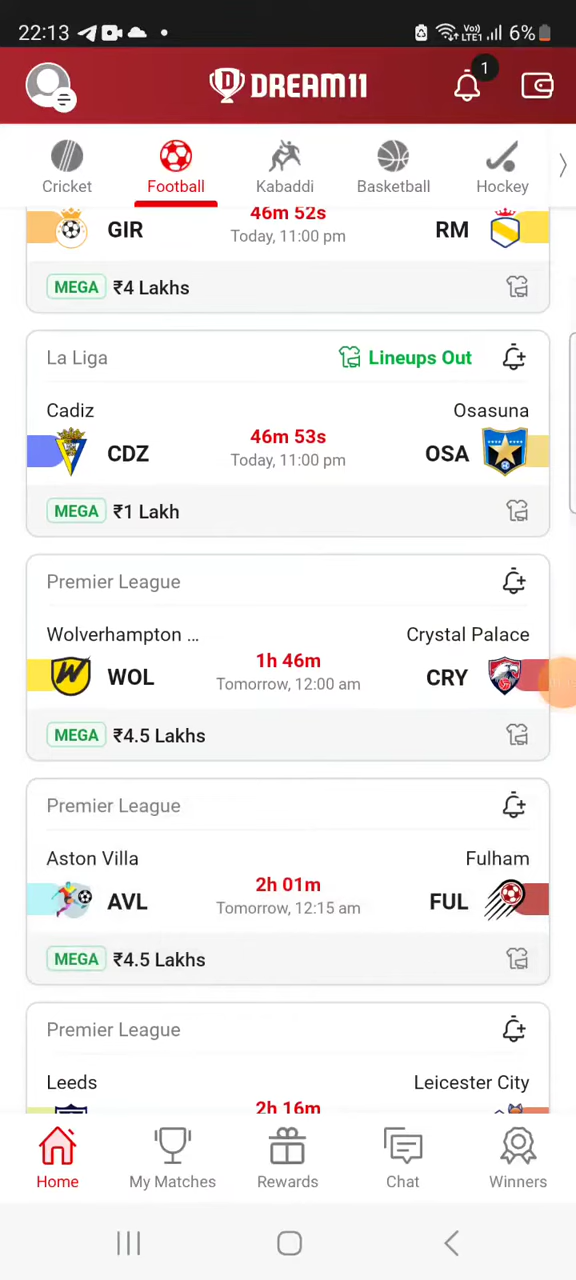 22:13 Vo) LTE1 6%
DREAM11 1
Cricket Football Kabaddi Basketball Hockey
46m 52s
GIR Today, 11:00 pm RM
MEGA ₹4 Lakhs
La Liga Lineups Out
Cadiz Osasuna
46m 53s
CDZ Today, 11:00 pm OSA
MEGA ₹1 Lakh
Premier League
Wolverhampton ... Crystal Palace
1h 46m
WOL Tomorrow, 12:00 am CRY
MEGA ₹4.5 Lakhs
Premier League
Aston Villa Fulham
2h 01m
AVL Tomorrow, 12:15 am FUL
MEGA ₹4.5 Lakhs
Premier League
Leeds Leicester City
2h 16m
Home My Matches Rewards Chat Winners